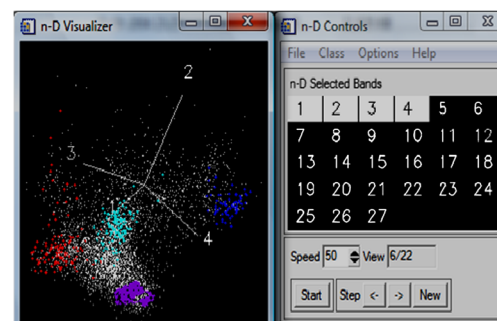 n-D Visualizer
2
3
4
n-D Controls
File Class Options Help
n-D Selected Bands
1 2 3 4 5 6
7 8 9 10 11 12
13 14 15 16 17 18
19 20 21 22 23 24
25 26 27
Speed 50 View 6/22
Start Step <- -> New